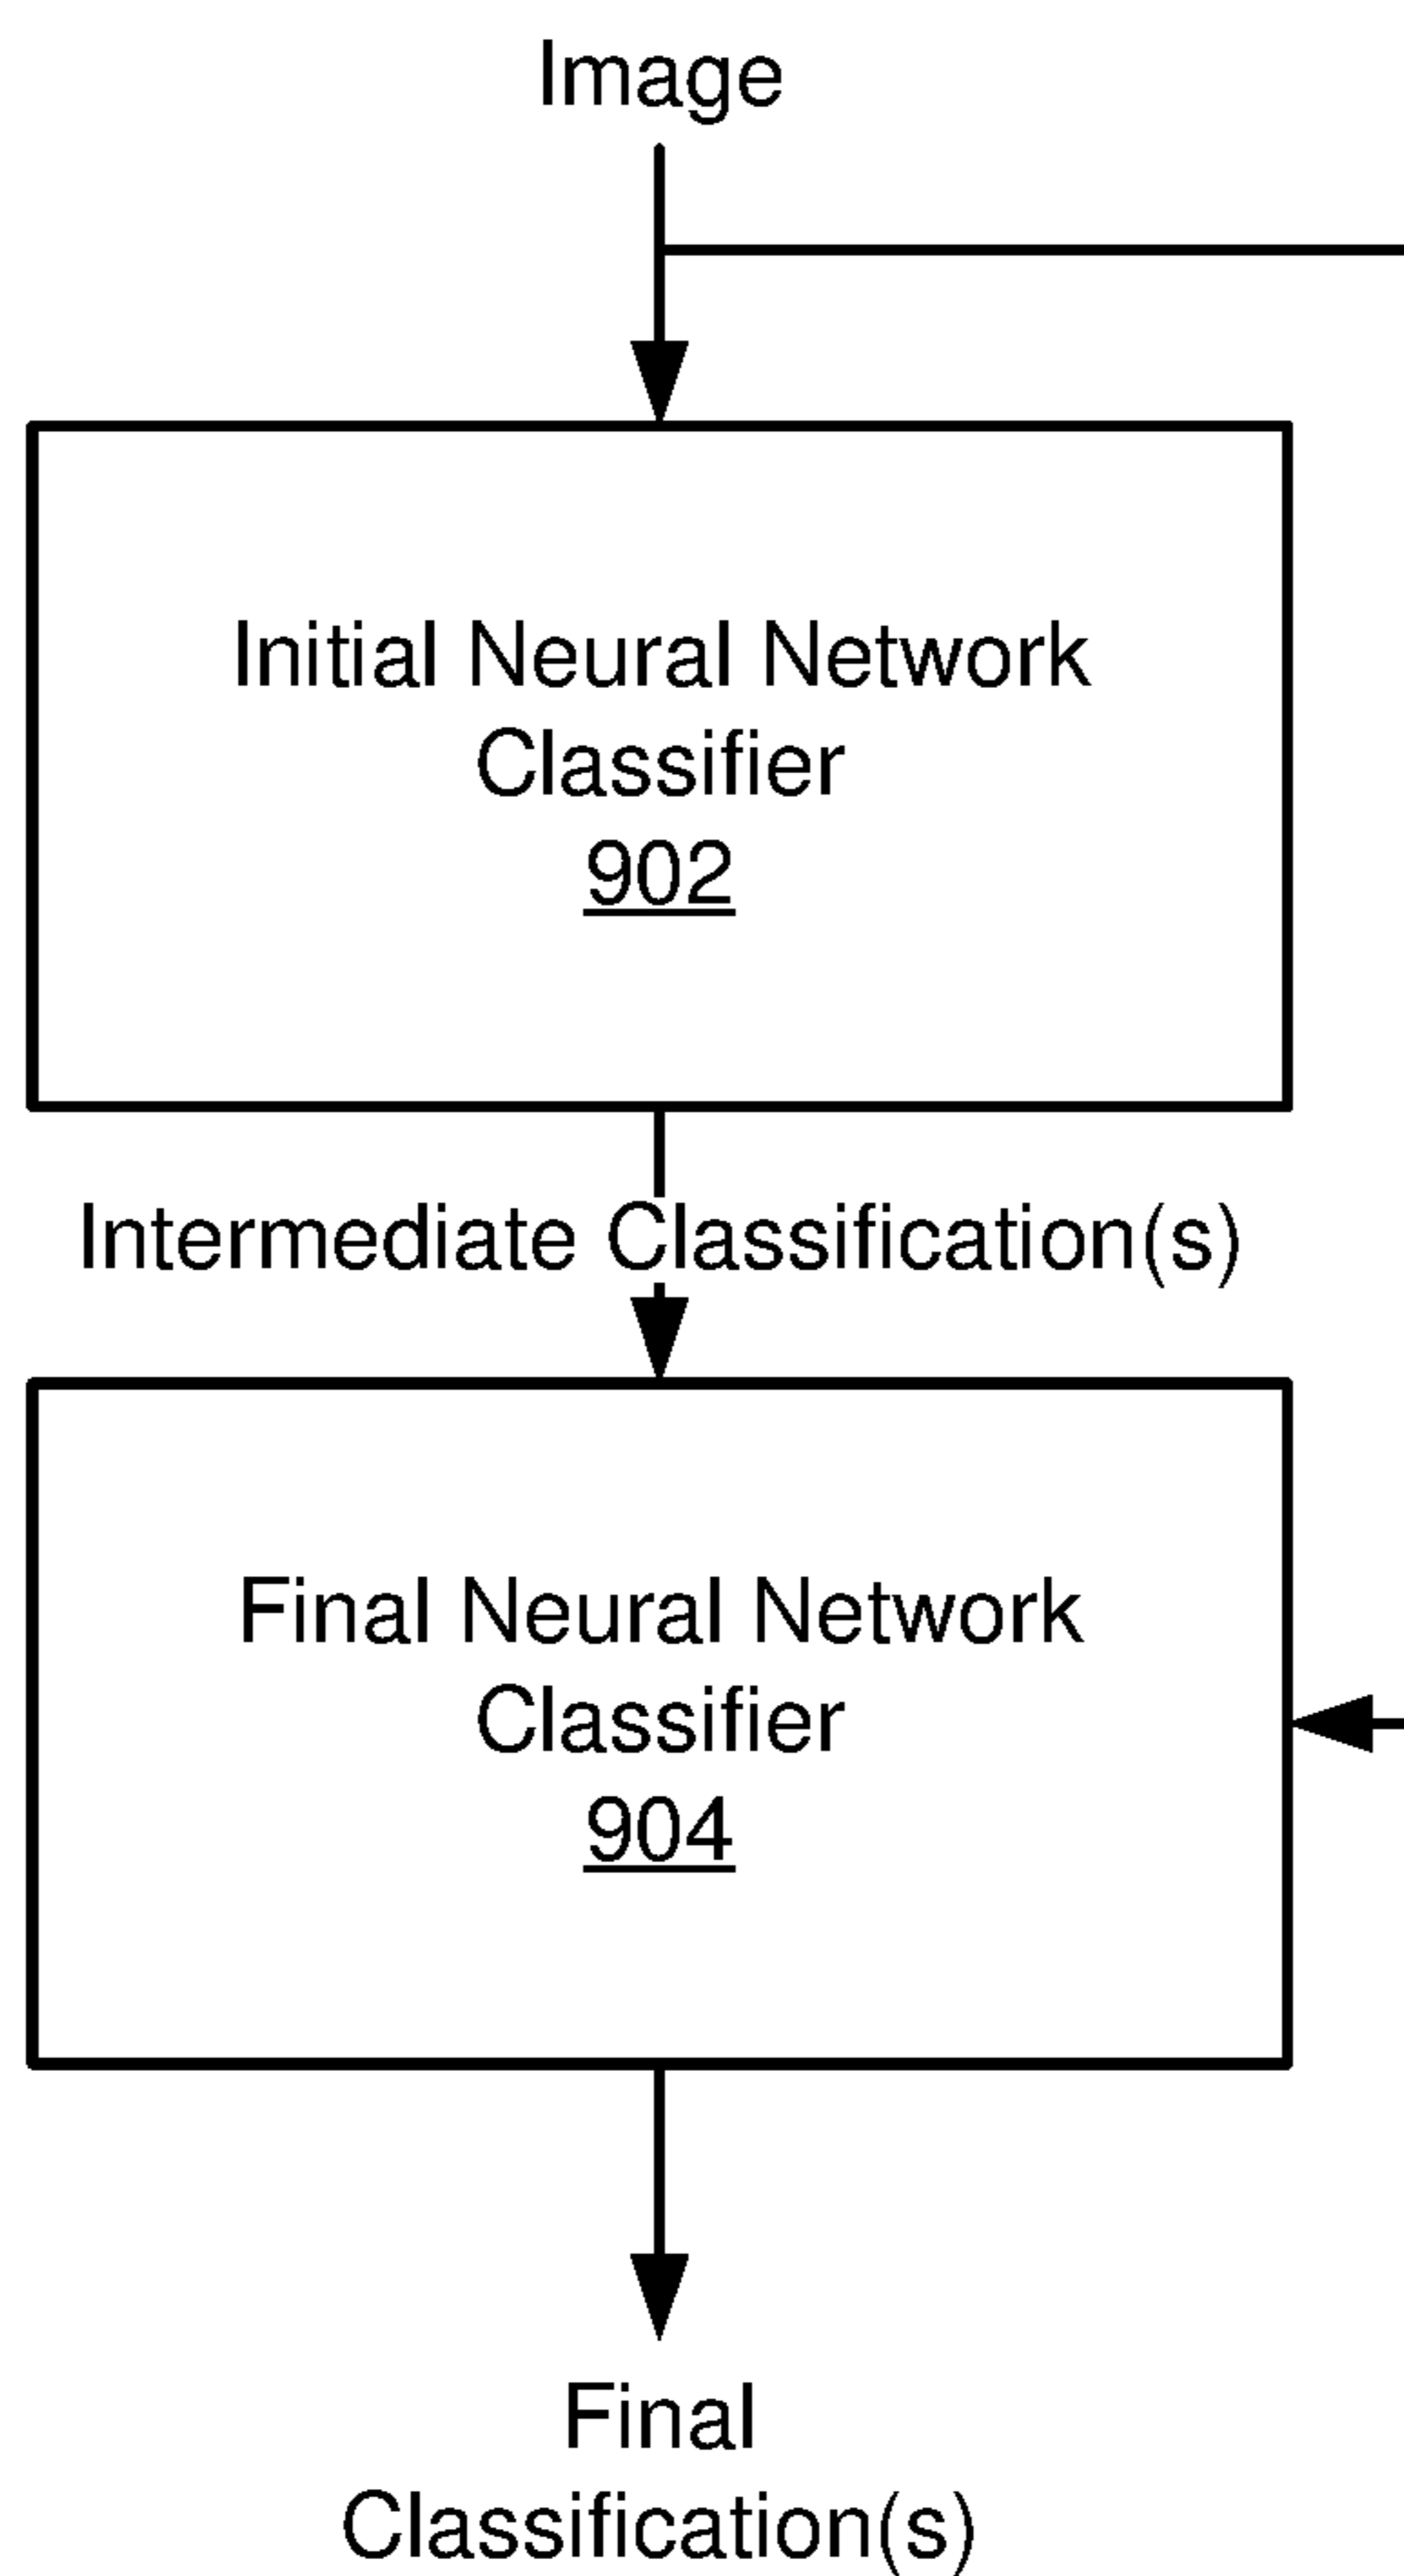 Image
Initial Neural Network
Classifier
902
Intermediate Classification(s)
Final Neural Network
Classifier
904
Final
Classification(s)